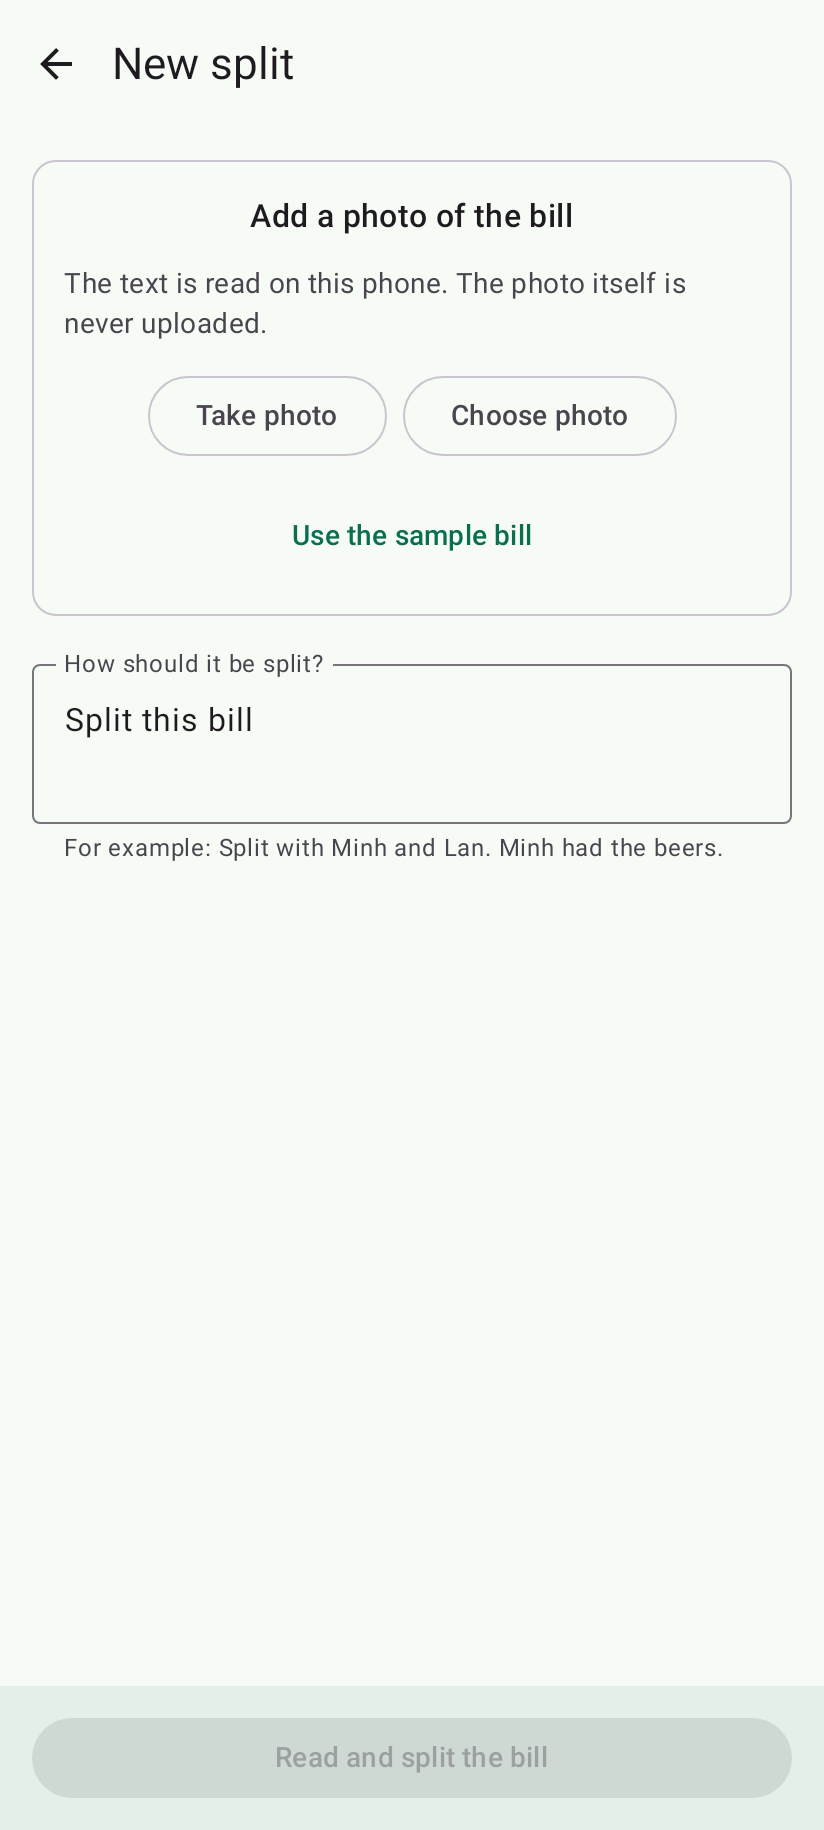 New split
Add a photo of the bill
The text is read on this phone. The photo itself is
never uploaded.
Take photo
Choose photo
Use the sample bill
How should it be split?
Split this bill
For example: Split with Minh and Lan. Minh had the beers.
Read and split the bill